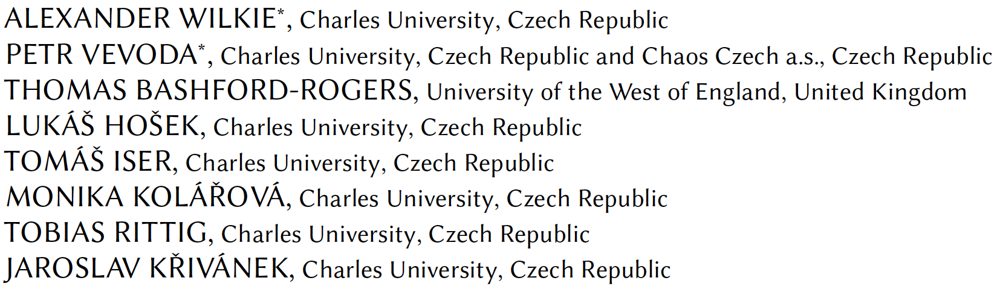 ALEXANDER WILKIE*, Charles University, Czech Republic
PETR VEVODA*, Charles University, Czech Republic and Chaos Czech a.s., Czech Republic
THOMAS BASHFORD-ROGERS, University of the West of England, United Kingdom
LUKÁŠ HOŠEK, Charles University, Czech Republic
TOMÁŠ ISER, Charles University, Czech Republic
MONIKA KOLÁŘOVÁ, Charles University, Czech Republic
TOBIAS RITTIG, Charles University, Czech Republic
JAROSLAV KŘIVÁNEK, Charles University, Czech Republic